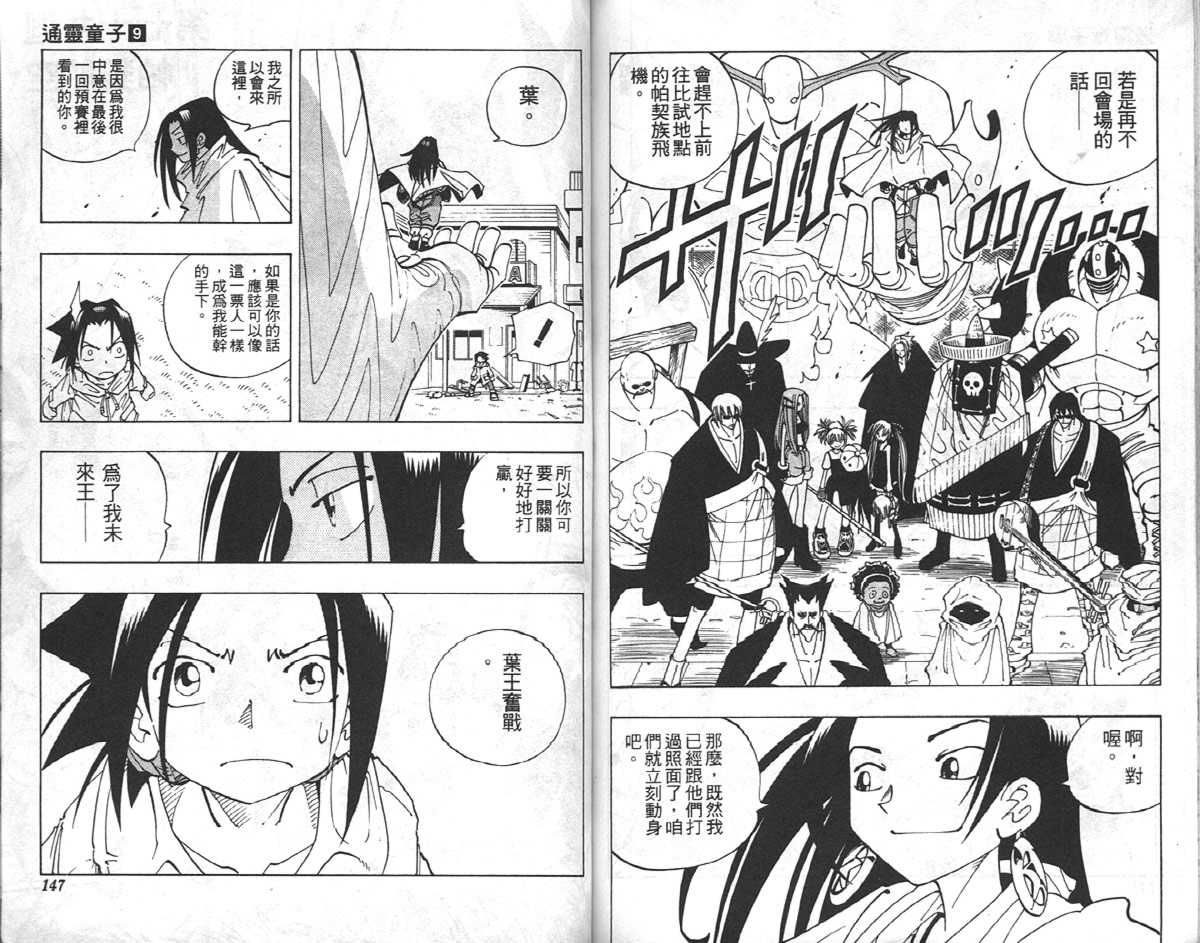 若是再不
回會場的
話——
會趕不上前
往比試地點
的帕契族飛
機。
啊，對
喔。
那麼，既然我
已經跟他們打
過照面了，咱
們就立刻動身
吧。
通靈童子9
葉。
！
我之所
以會來
這裡，
是因為我很
中意在最後
一回預賽裡
看到的你。
如果是你的話
，應該可以像
這一票人一樣
，成為我能幹
的手下。
所以你可
要一關關
好好地打
贏，
為了我未
來王——
葉王奮戰
。
147